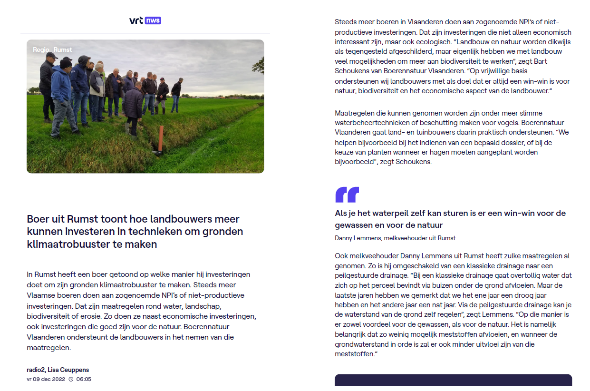 vrt nws
Regio: Rumst
Boer uit Rumst toont hoe landbouwers meer
kunnen investeren in technieken om gronden
klimaatrobuuster te maken
In Rumst heeft een boer getoond op welke manier hij investeringen
doet om zijn gronden klimaatrobuuster te maken. Steeds meer
Vlaamse boeren doen aan zogenoemde NPI's of niet-productieve
investeringen. Dat zijn maatregelen rond water, landschap,
biodiversiteit of erosie. Zo doen ze naast economische investeringen,
ook investeringen die goed zijn voor de natuur. Boerennatuur
Vlaanderen ondersteunt de landbouwers in het nemen van die
maatregelen.
radio2, Lisa Ceuppens
vr 09 dec 2022 06:05
Steeds meer boeren in Vlaanderen doen aan zogenoemde NPI's of niet-
productieve investeringen. Dat zijn investeringen die niet alleen economisch
interessant zijn, maar ook ecologisch. "Landbouw en natuur worden dikwijls
als tegengesteld afgeschilderd, maar eigenlijk hebben we met landbouw
veel mogelijkheden om meer aan biodiversiteit te werken", zegt Bart
Schoukens van Boerennatuur Vlaanderen. "Op vrijwillige basis
ondersteunen wij landbouwers met als doel dat er altijd een win-win is voor
natuur, biodiversiteit en het economische aspect van de landbouwer."
Maatregelen die kunnen genomen worden zijn onder meer slimme
waterbeheertechnieken of beschutting maken voor vogels. Boerennatuur
Vlaanderen gaat land- en tuinbouwers daarin praktisch ondersteunen. "We
helpen bijvoorbeeld bij het indienen van een bepaald dossier, of bij de
keuze van planten wanneer er hagen moeten aangeplant worden
bijvoorbeeld", zegt Schoukens.
Als je het waterpeil zelf kan sturen is er een win-win voor de
gewassen en voor de natuur
Danny Lemmens, melkveehouder uit Rumst
Ook melkveehouder Danny Lemmens uit Rumst heeft zulke maatregelen al
genomen. Zo is hij omgeschakeld van een klassieke drainage naar een
peilgestuurde drainage. "Bij een klassieke drainage gaat overtollig water dat
zich op het perceel bevindt via buizen onder de grond afvloeien. Maar de
laatste jaren hebben we gemerkt dat we het ene jaar een droog jaar
hebben en het andere jaar een nat jaar. Via de peilgestuurde drainage kan je
de waterstand van de grond zelf regelen", zegt Lemmens. "Op die manier is
er zowel voordeel voor de gewassen, als voor de natuur. Het is namelijk
belangrijk dat zo weinig mogelijk meststoffen afvloeien, en wanneer de
grondwaterstand in orde is zal er ook minder uitvloei zijn van die
meststoffen."